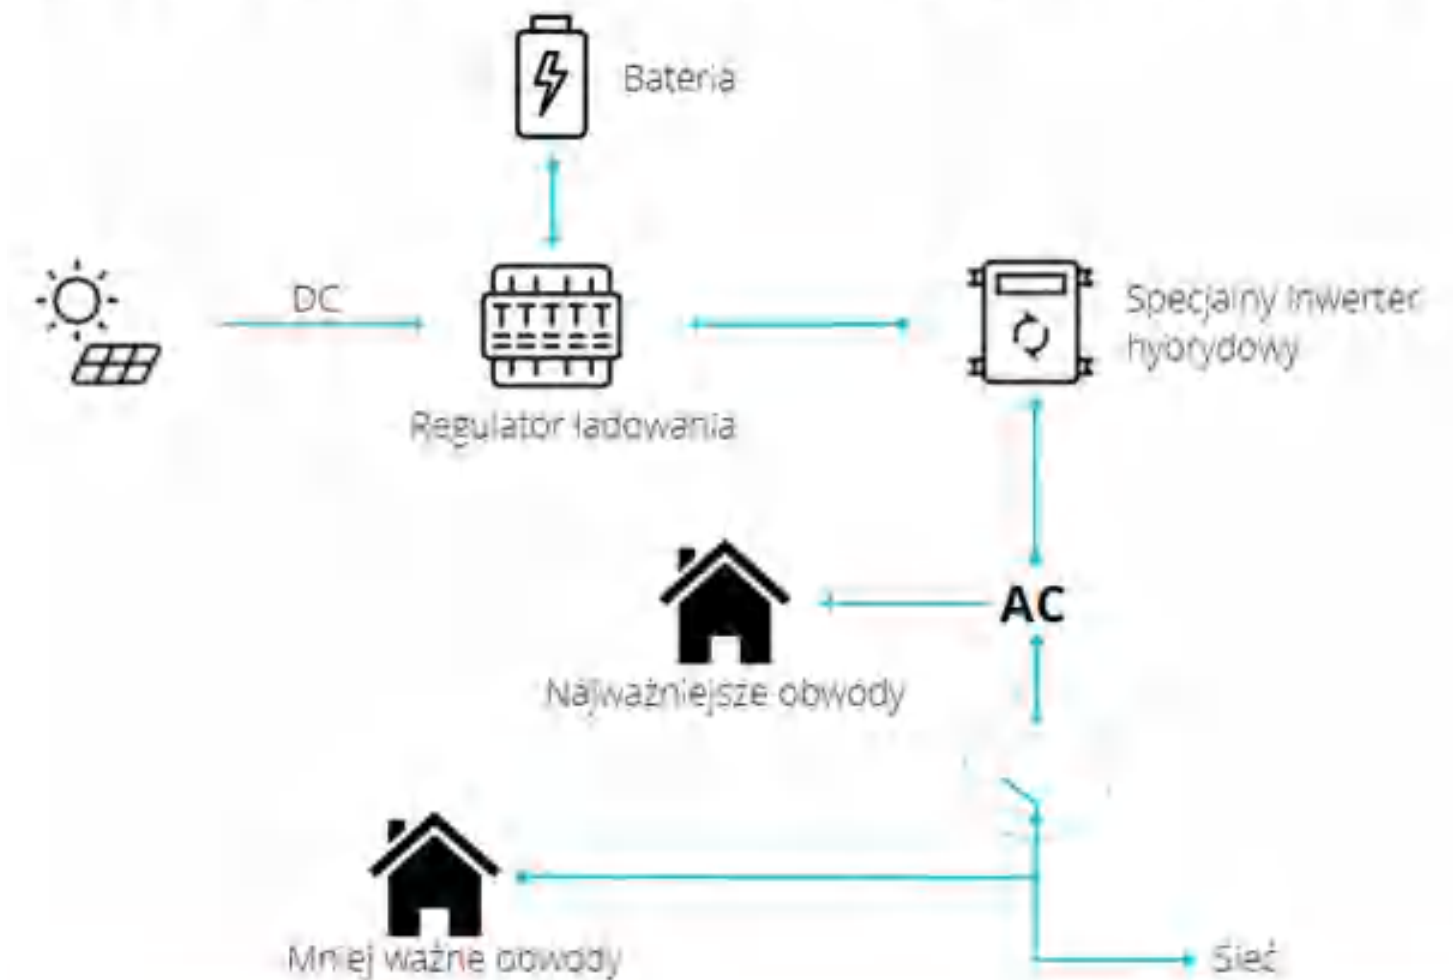 Bateria
DC
Specjalny inwerter
hybrydowy
Regulator ładowania
AC
Najważniejsze obwody
Mniej ważne obwody
Sieć